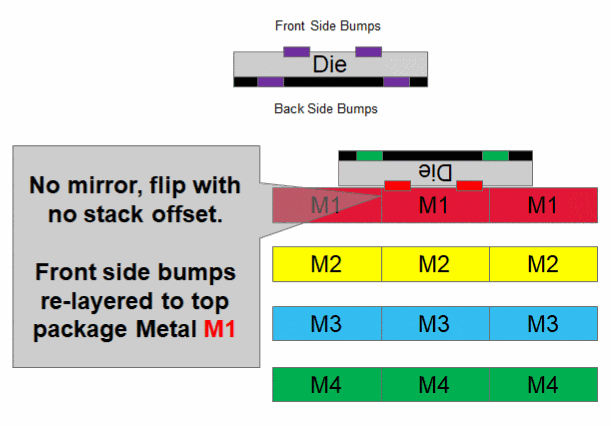 Front Side Bumps
Die
Back Side Bumps
Die
No mirror, flip with
no stack offset.
Front side bumps
re-layered to top
package Metal M1
M1 M1 M1
M2 M2 M2
M3 M3 M3
M4 M4 M4